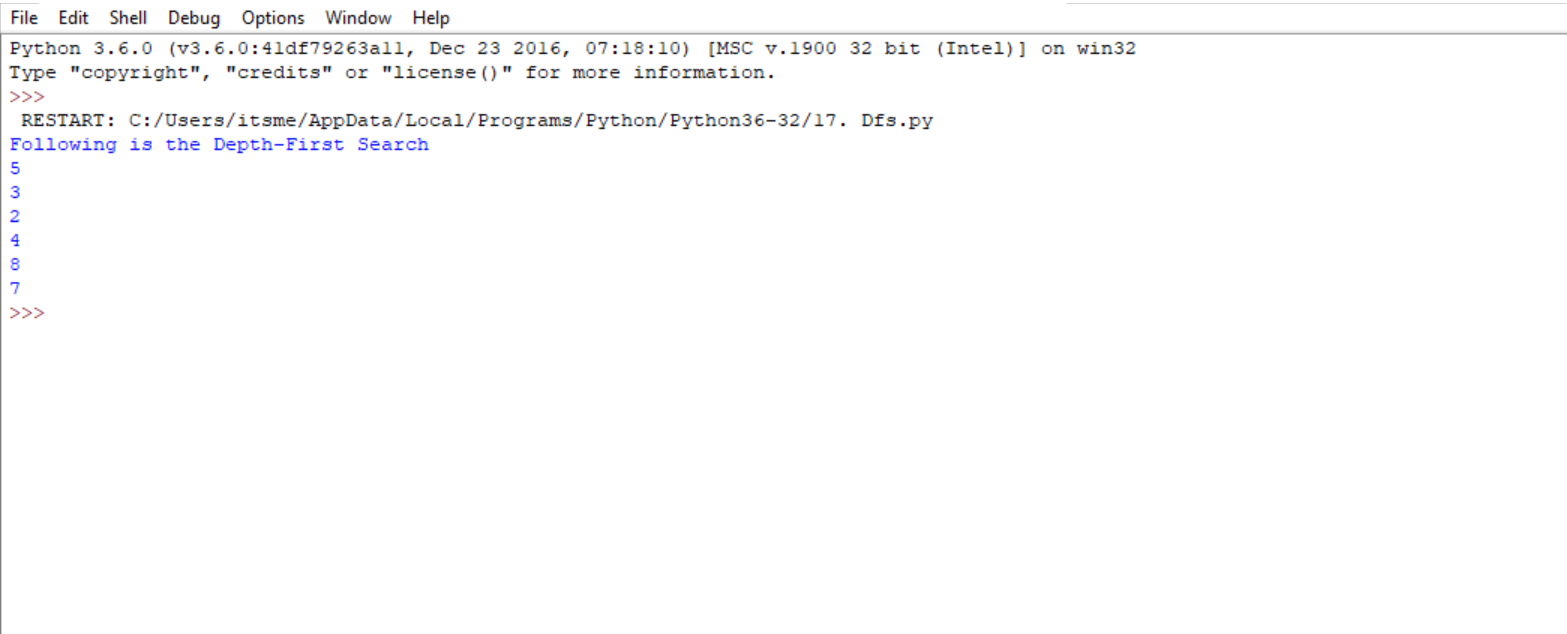 File Edit Shell Debug Options Window Help
Python 3.6.0 (v3.6.0:41df79263a11, Dec 23 2016, 07:18:10) [MSC v.1900 32 bit (Intel)] on win32
Type "copyright", "credits" or "license()" for more information.
>>>
 RESTART: C:/Users/itsme/AppData/Local/Programs/Python/Python36-32/17. Dfs.py
Following is the Depth-First Search
5
3
2
4
8
7
>>>